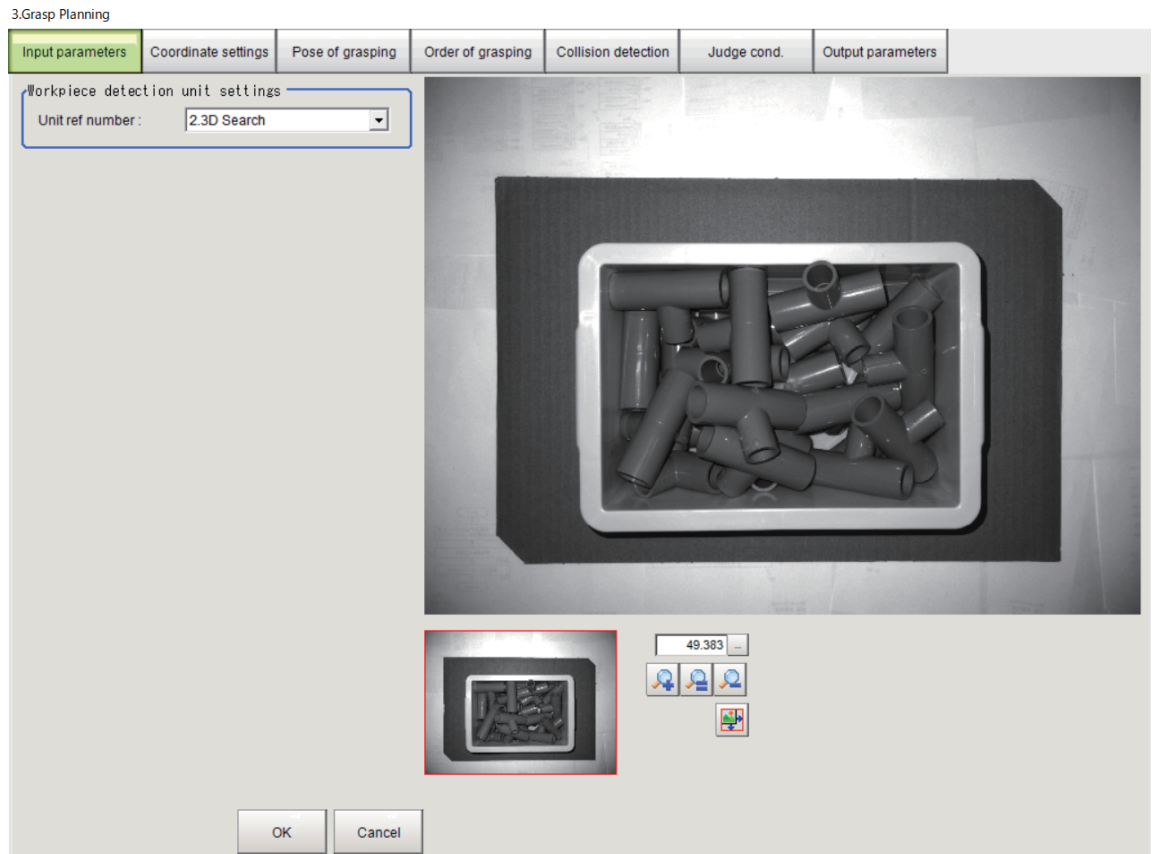 3.Grasp Planning
Input parameters Coordinate settings Pose of grasping Order of grasping Collision detection Judge cond. Output parameters
Workpiece detection unit settings
Unit ref number : 2.3D Search
49.383 ...
OK Cancel